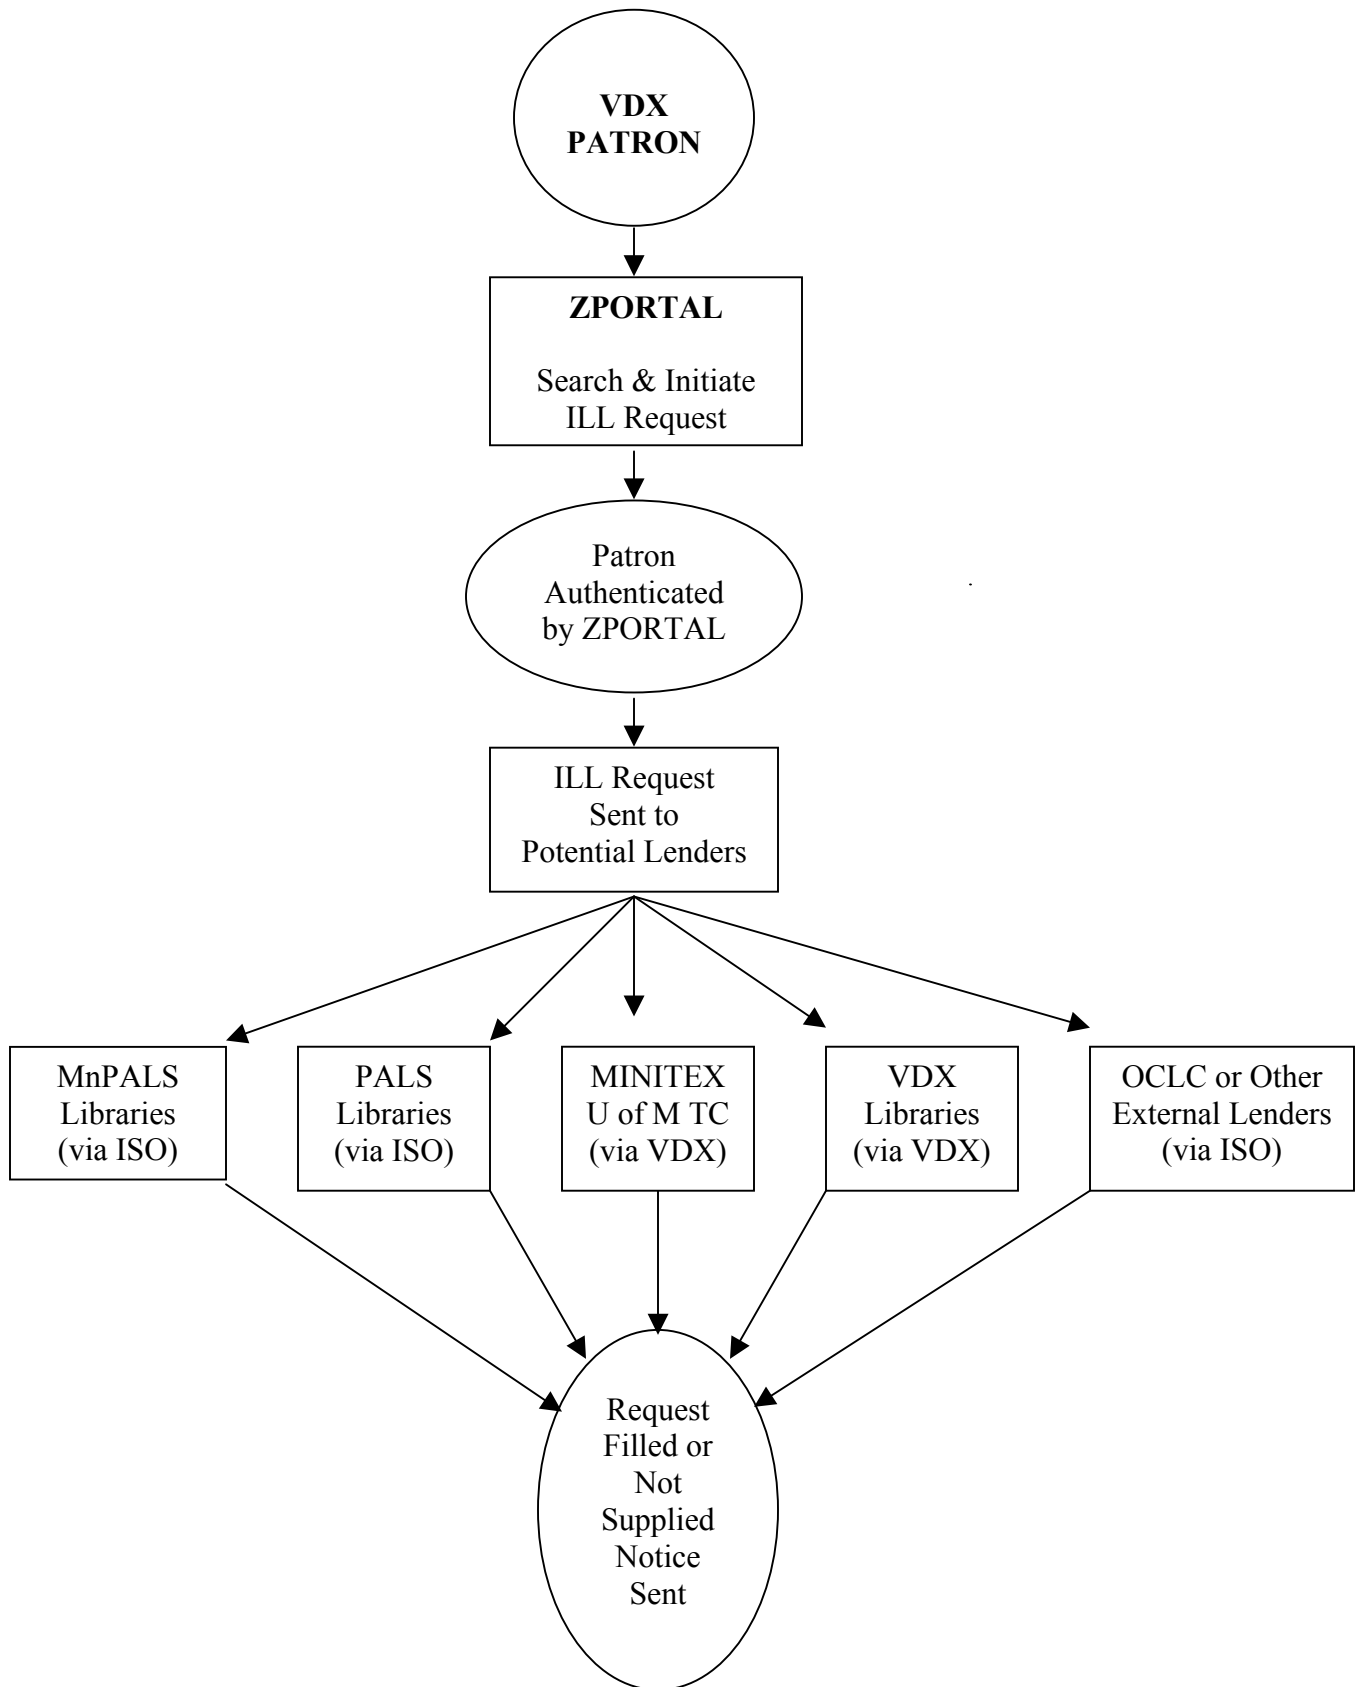 VDX
PATRON
ZPORTAL
Search & Initiate
ILL Request
Patron
Authenticated
by ZPORTAL
ILL Request
Sent to
Potential Lenders
MnPALS
Libraries
(via ISO)
PALS
Libraries
(via ISO)
MINITEX
U of M TC
(via VDX)
VDX
Libraries
(via VDX)
OCLC or Other
External Lenders
(via ISO)
Request
Filled or
Not
Supplied
Notice
Sent